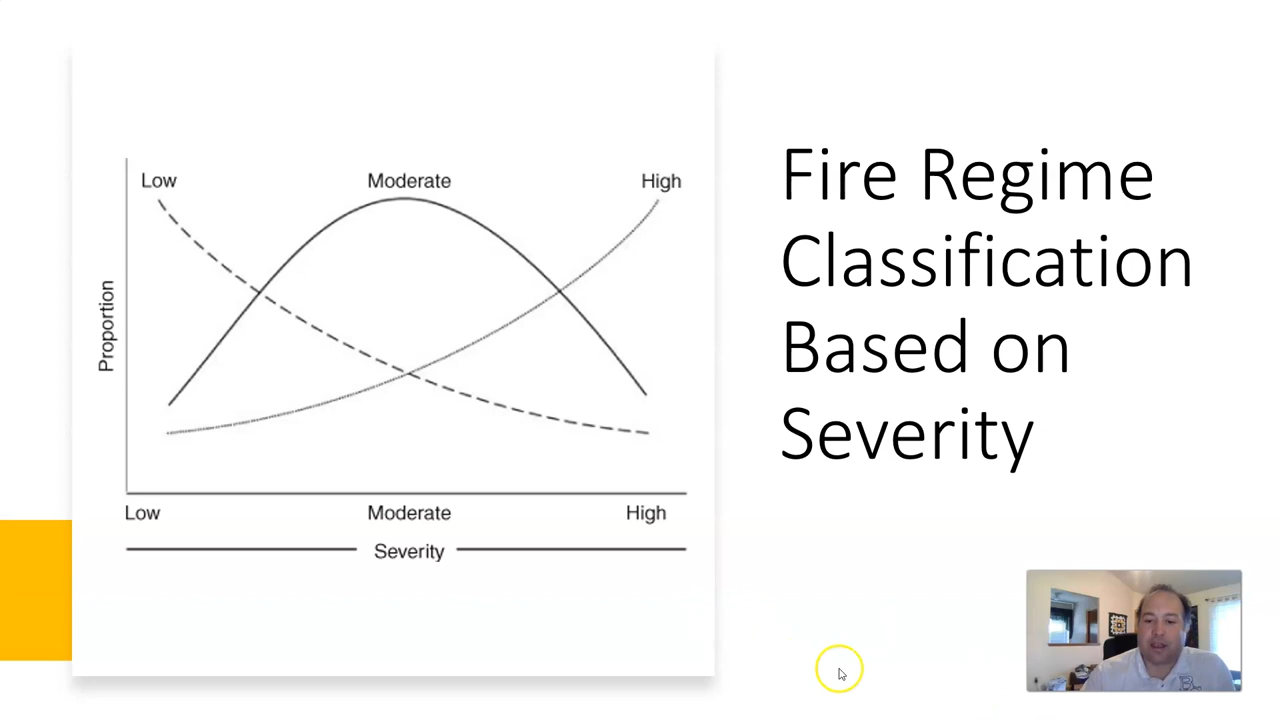 Low Moderate High
Proportion
Low Moderate High
Severity
Fire Regime
Classification
Based on
Severity